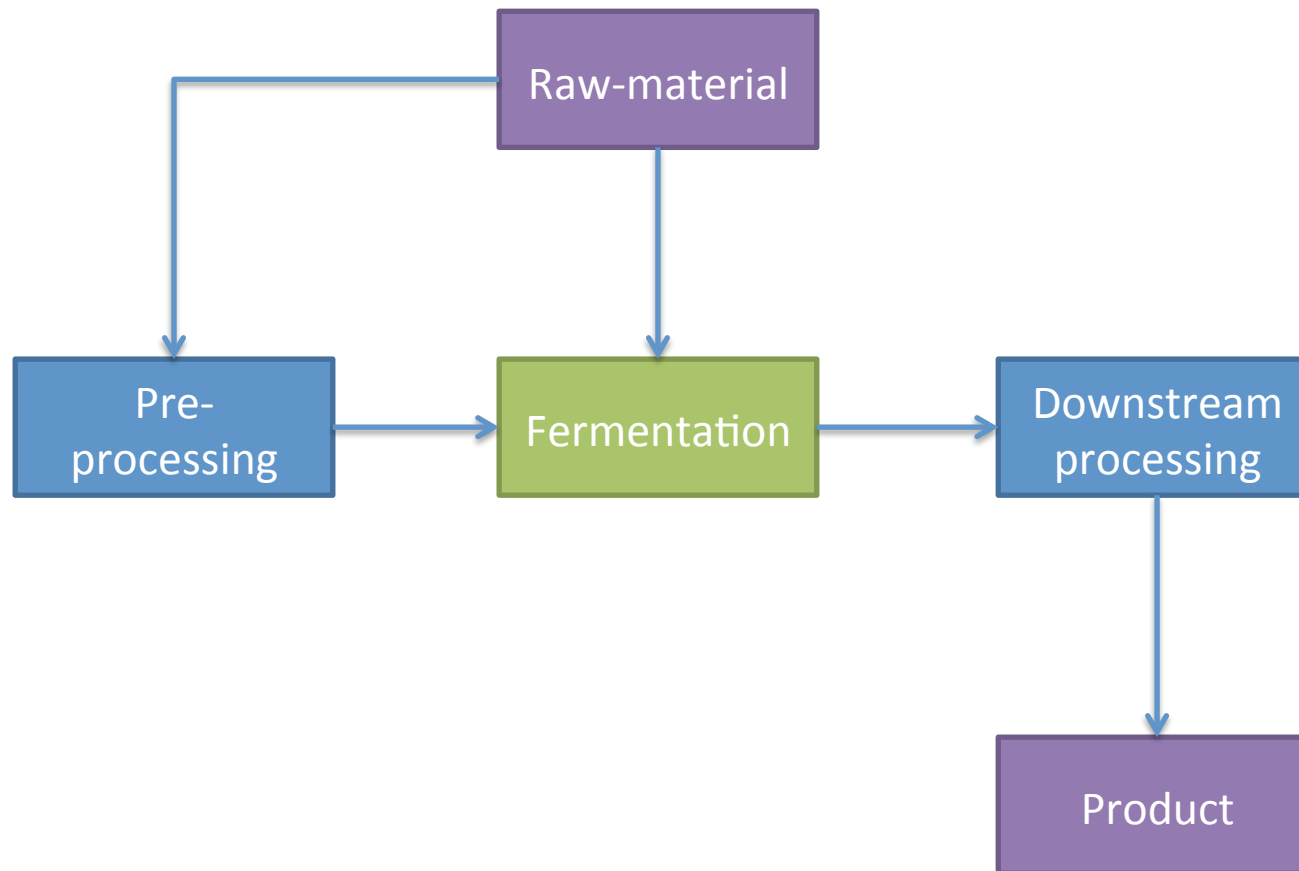 Raw-material
Pre-
processing
Fermentation
Downstream
processing
Product